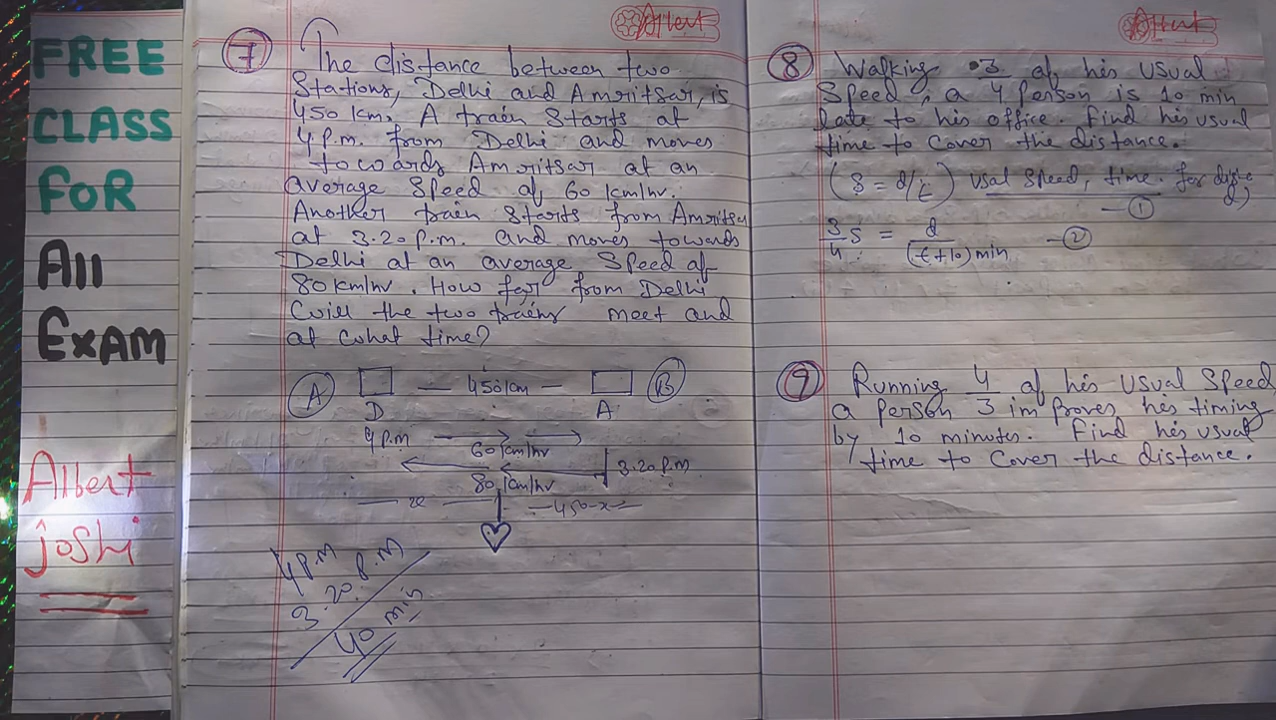 FREE
CLASS
FOR
All
EXAM
Albert
joshi
Albert
7 The distance between two
Stations, Delhi and Amritsar, is
450 km. A train starts at
4 p.m. from Delhi and moves
towards Amritsar at an
average speed of 60 km/hr.
Another train starts from Amritsar
at 3.20 p.m. and moves towards
Delhi at an average speed of
80 km/hr. How far from Delhi
will the two trains meet and
at what time?
A — 450km — B
D A
4 P.M
60 km/hr
3.20 P.M
80 km/hr
x — 450-x —
4 P.M
3.20 P.M
40 min
Albert
8 Walking 3 of his usual
Speed, a 4 person is 10 min
late to his office. Find his usual
time to cover the distance.
(S = d/t) usal speed, time for
— 1
3/4 S = d/(t+10) min — 2
9 Running 4 of his usual speed,
a person 3 improves his timing
by 10 minutes. Find his usual
time to cover the distance.